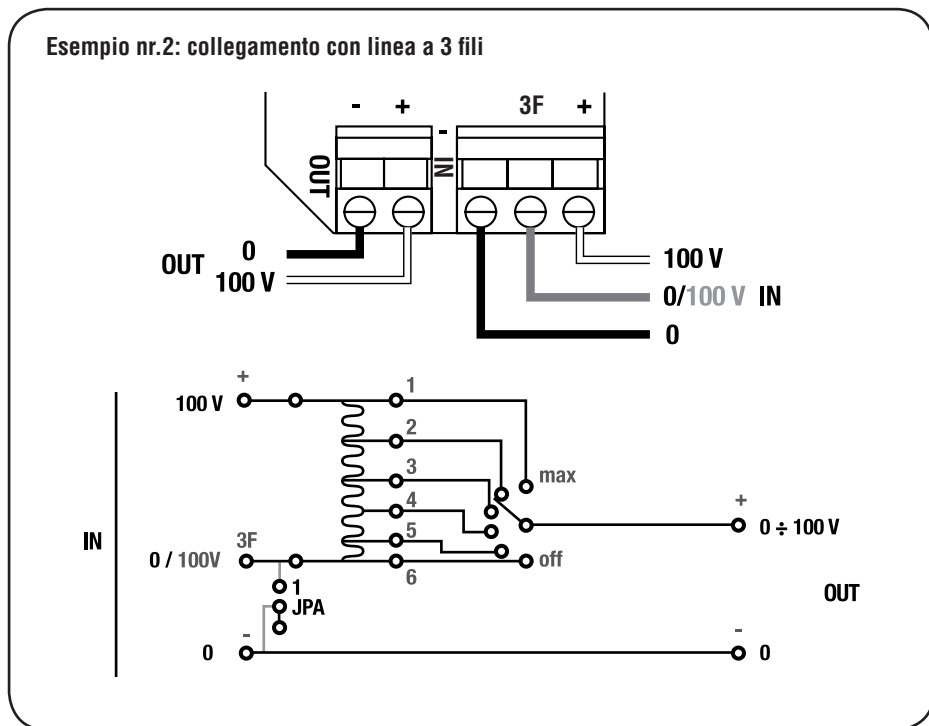 Esempio nr.2: collegamento con linea a 3 fili
- + - 3F +
OUT IN
OUT 0
100 V
100 V
0/100 V IN
0
+ 1
100 V
2
3 max
4 +
0 ÷ 100 V
IN
5
3F
0 / 100V off
6
1
OUT
JPA
- -
0 0